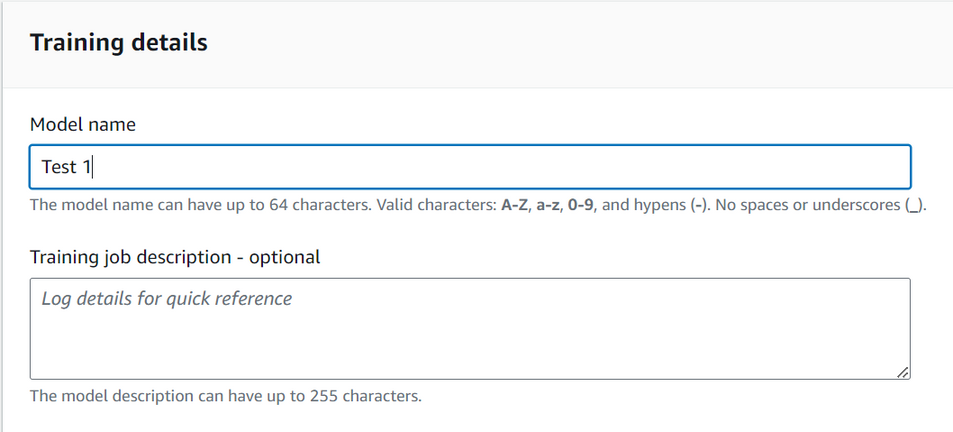 Training details
Model name
Test 1
The model name can have up to 64 characters. Valid characters: A-Z, a-z, 0-9, and hypens (-). No spaces or underscores (_).
Training job description - optional
Log details for quick reference
The model description can have up to 255 characters.